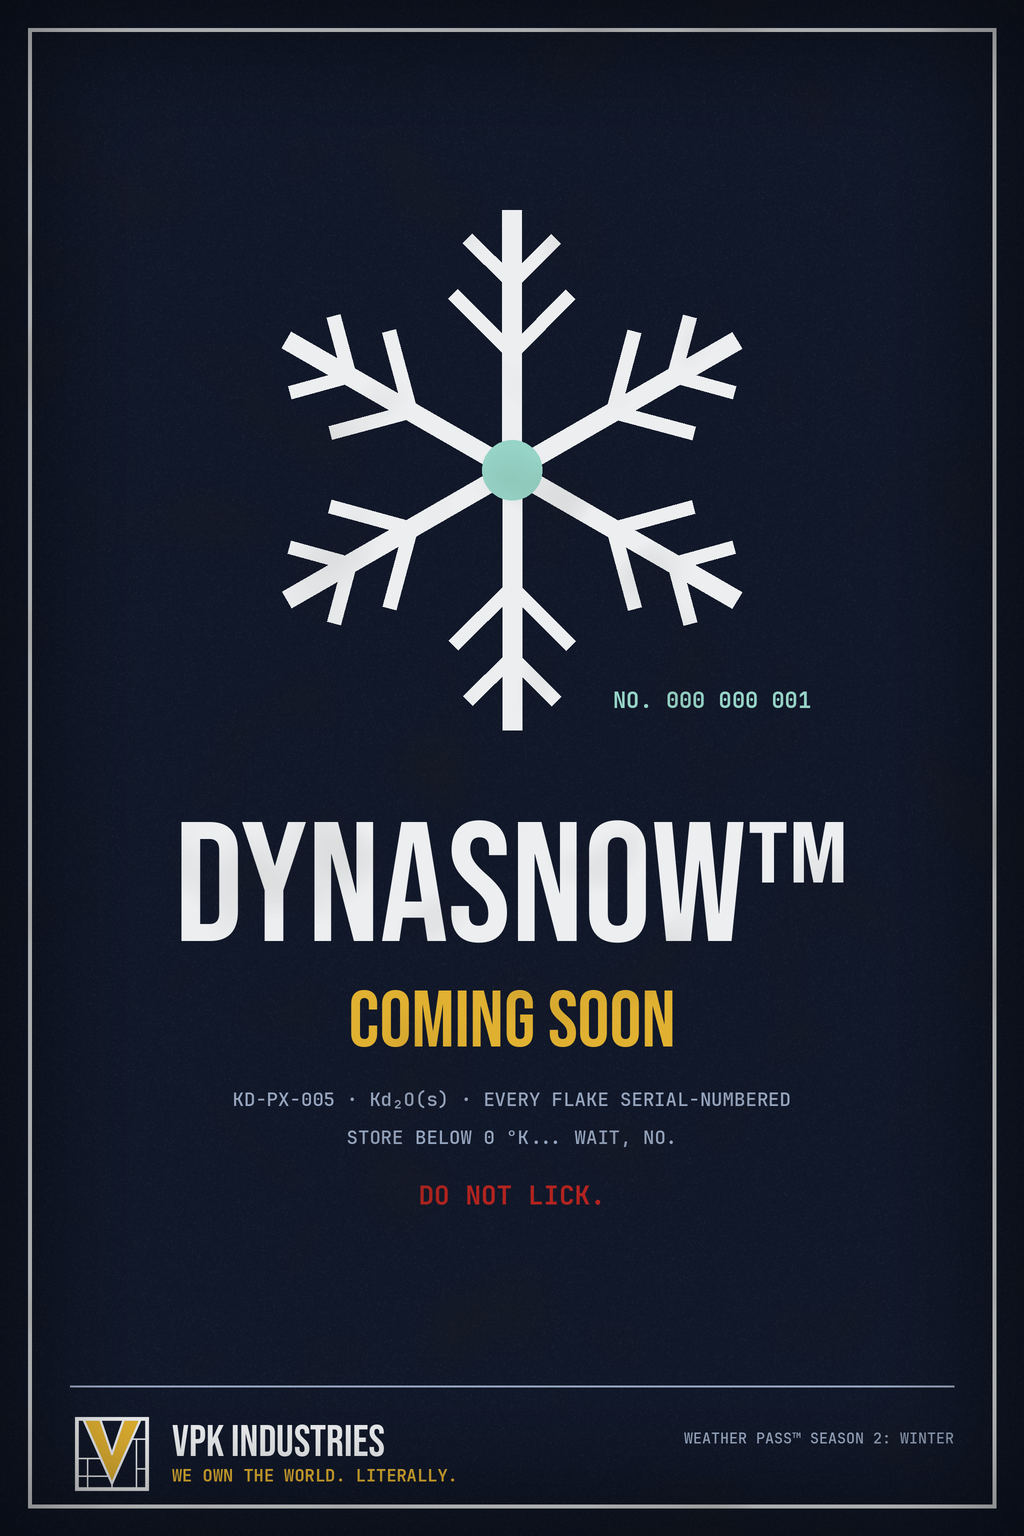 NO. 000 000 001
DYNASNOW™
COMING SOON
KD-PX-005 · Kd₂O(s) · EVERY FLAKE SERIAL-NUMBERED
STORE BELOW 0 °K... WAIT, NO.
DO NOT LICK.
V
VPK INDUSTRIES
WE OWN THE WORLD. LITERALLY.
WEATHER PASS™ SEASON 2: WINTER